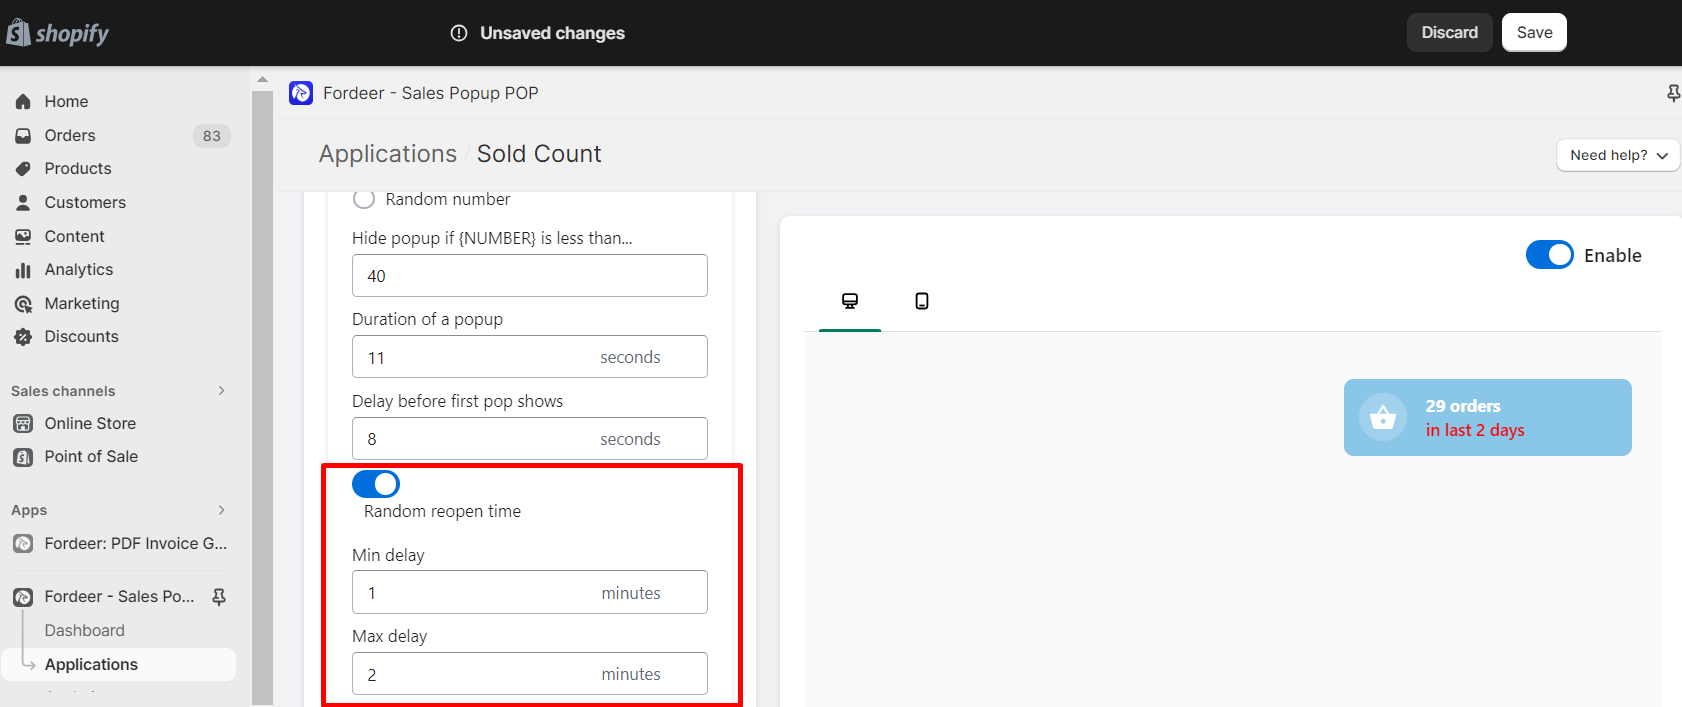 shopify
Unsaved changes
Discard
Save
Home
Orders 83
Products
Customers
Content
Analytics
Marketing
Discounts
Sales channels
Online Store
Point of Sale
Apps
Fordeer: PDF Invoice G...
Fordeer - Sales Po...
Dashboard
Applications
Fordeer - Sales Popup POP
Applications / Sold Count
Need help?
Random number
Hide popup if {NUMBER} is less than...
40
Duration of a popup
11 seconds
Delay before first pop shows
8 seconds
Random reopen time
Min delay
1 minutes
Max delay
2 minutes
Enable
29 orders
in last 2 days